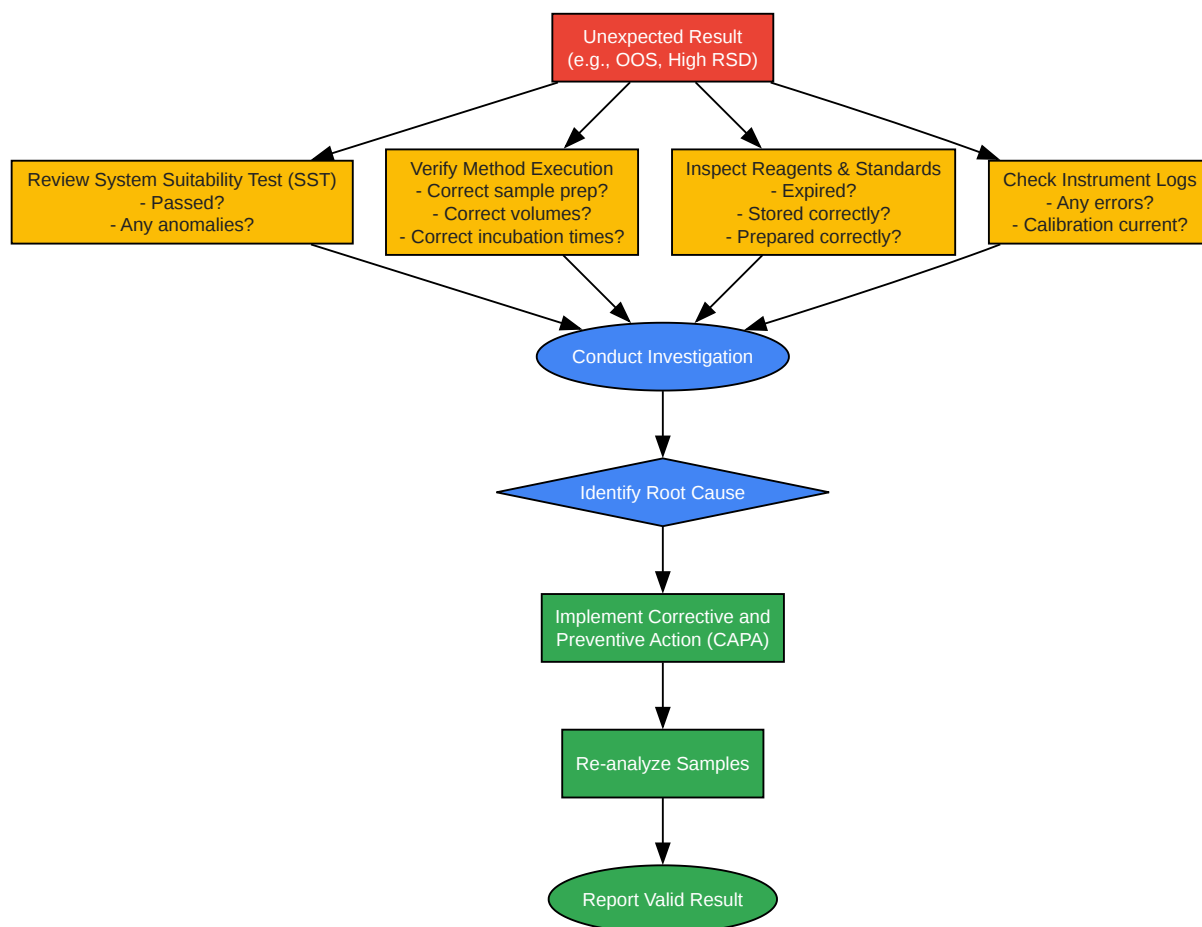 Unexpected Result
(e.g., OOS, High RSD)
Review System Suitability Test (SST)
- Passed?
- Any anomalies?
Verify Method Execution
- Correct sample prep?
- Correct volumes?
- Correct incubation times?
Inspect Reagents & Standards
- Expired?
- Stored correctly?
- Prepared correctly?
Check Instrument Logs
- Any errors?
- Calibration current?
Conduct Investigation
Identify Root Cause
Implement Corrective and
Preventive Action (CAPA)
Re-analyze Samples
Report Valid Result